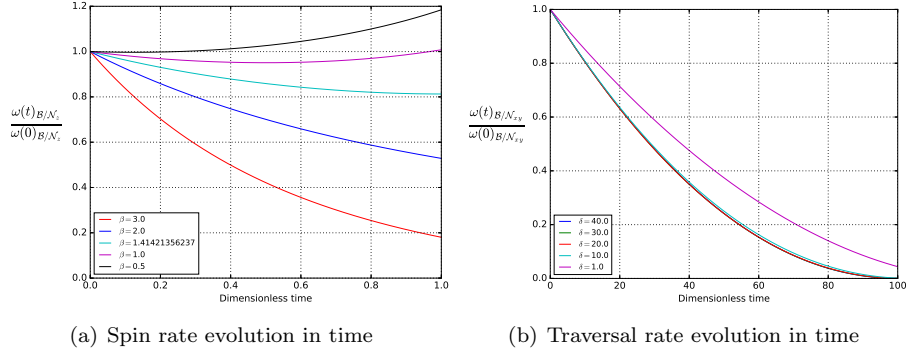 1.2
1.0
0.8
0.6
0.4
0.2
0.0
ω(t)_{B/N_z}
ω(0)_{B/N_z}
β=3.0
β=2.0
β=1.41421356237
β=1.0
β=0.5
0.0 0.2 0.4 0.6 0.8 1.0
Dimensionless time
(a) Spin rate evolution in time
1.0
0.8
0.6
0.4
0.2
0.0
ω(t)_{B/N_{xy}}
ω(0)_{B/N_{xy}}
δ=40.0
δ=30.0
δ=20.0
δ=10.0
δ=1.0
0 20 40 60 80 100
Dimensionless time
(b) Traversal rate evolution in time